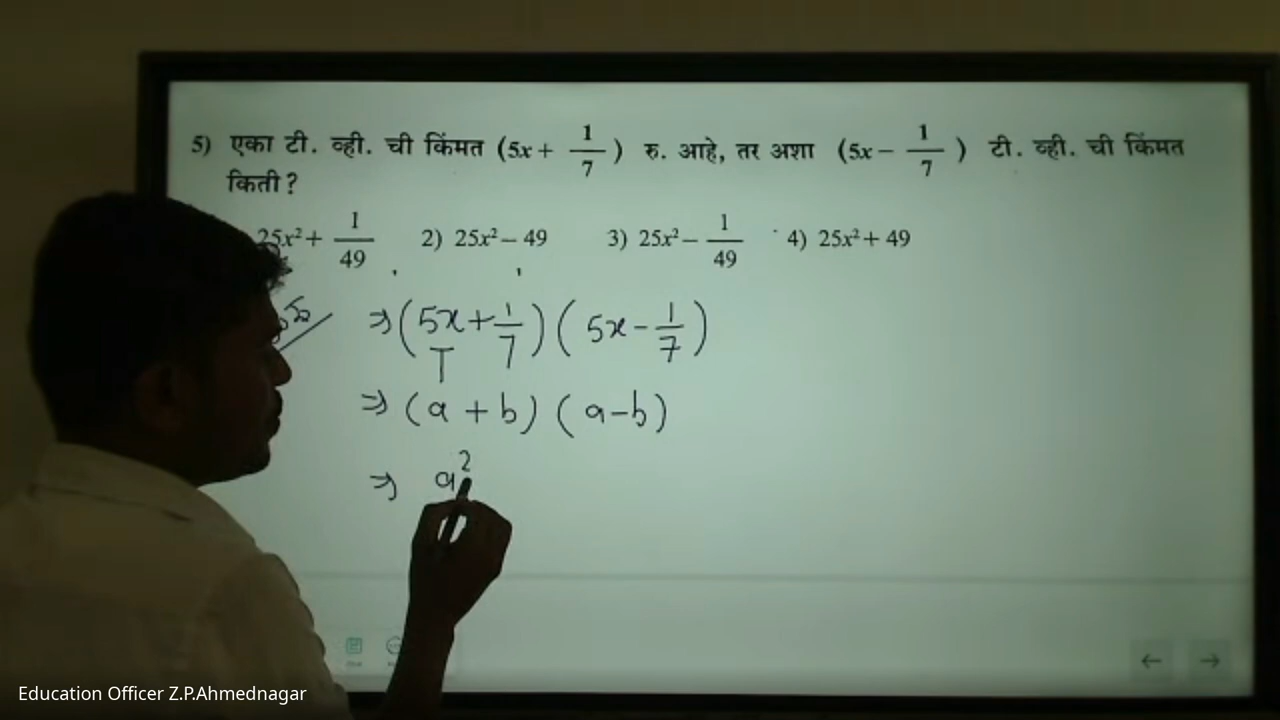 5) एका टी. व्ही. ची किंमत (5x + 1/7) रु. आहे, तर अशा (5x − 1/7) टी. व्ही. ची किंमत
किती ?
25x² + 1/49 2) 25x² − 49 3) 25x² − 1/49 4) 25x² + 49
⇒ (5x + 1/7) (5x − 1/7)
⇒ (a + b) (a − b)
⇒ a²
Education Officer Z.P.Ahmednagar